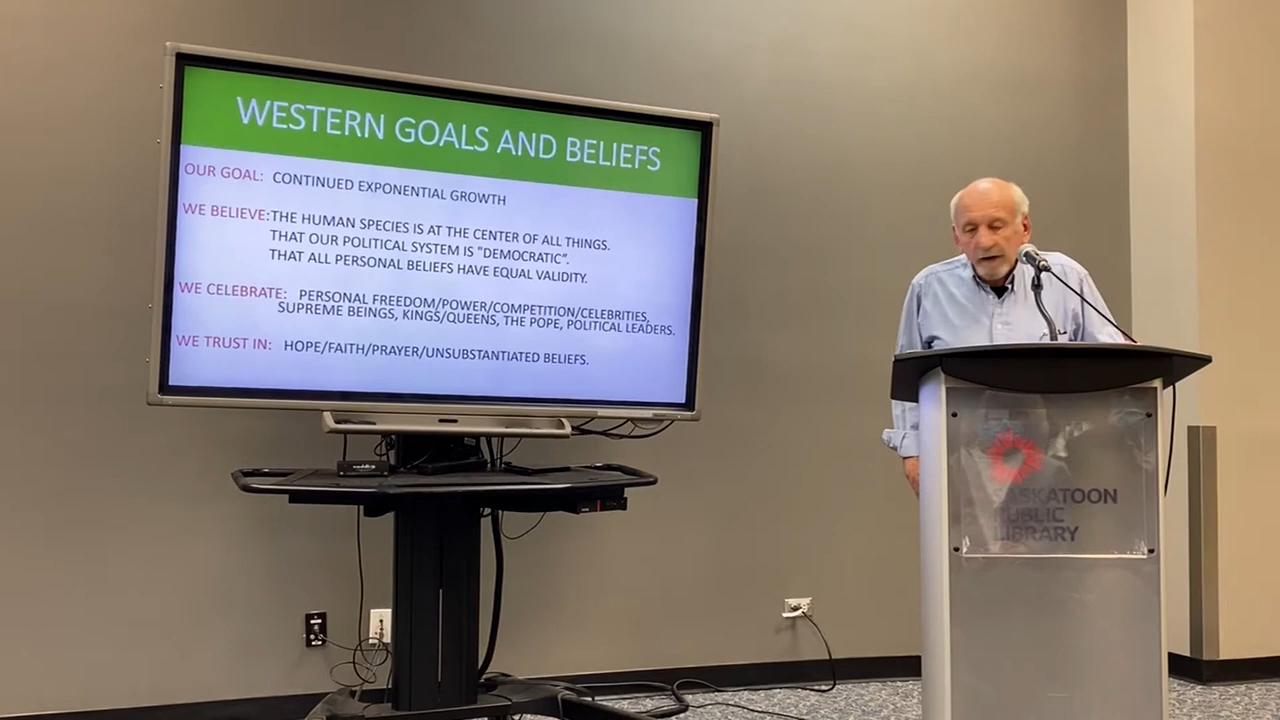 WESTERN GOALS AND BELIEFS
OUR GOAL: CONTINUED EXPONENTIAL GROWTH
WE BELIEVE:THE HUMAN SPECIES IS AT THE CENTER OF ALL THINGS.
THAT OUR POLITICAL SYSTEM IS "DEMOCRATIC".
THAT ALL PERSONAL BELIEFS HAVE EQUAL VALIDITY.
WE CELEBRATE: PERSONAL FREEDOM/POWER/COMPETITION/CELEBRITIES,
SUPREME BEINGS, KINGS/QUEENS, THE POPE, POLITICAL LEADERS.
WE TRUST IN: HOPE/FAITH/PRAYER/UNSUBSTANTIATED BELIEFS.
SASKATOON
PUBLIC
LIBRARY